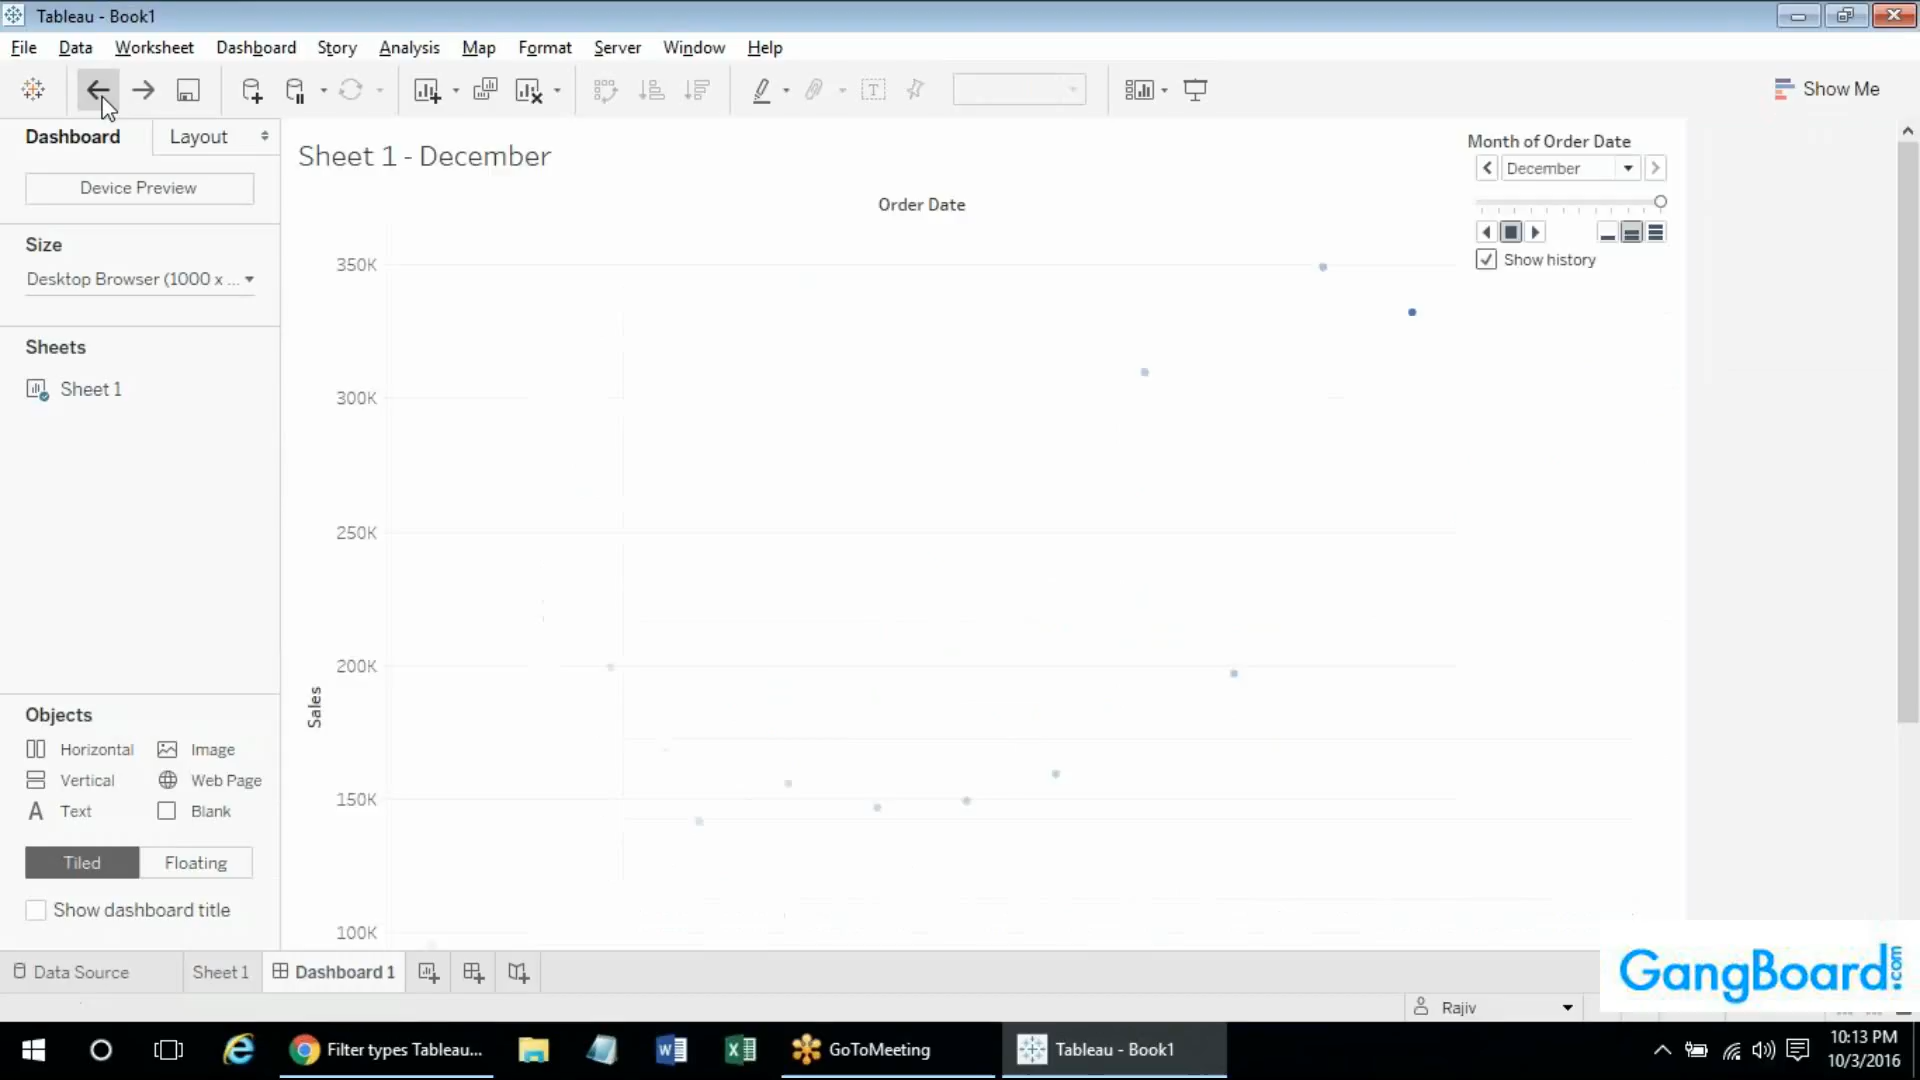 Tableau - Book1
File Data Worksheet Dashboard Story Analysis Map Format Server Window Help
Show Me
Dashboard Layout
Device Preview
Size
Desktop Browser (1000 x ...
Sheets
Sheet 1
Objects
Horizontal Image
Vertical Web Page
A Text Blank
Tiled Floating
Show dashboard title
Sheet 1 - December
Order Date
350K
300K
250K
200K
150K
100K
Sales
Month of Order Date
December
Show history
Data Source Sheet 1 Dashboard 1
GangBoard.com
Rajiv
Filter types Tableau...
GoToMeeting
Tableau - Book1
10:13 PM
10/3/2016